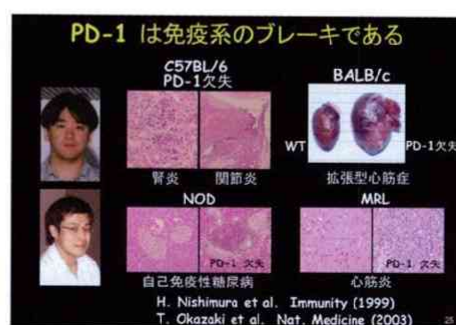 PD-1 は免疫系のブレーキである
C57BL/6
PD-1欠失
BALB/c
WT
PD-1欠失
腎炎
関節炎
拡張型心筋症
NOD
MRL
PD-1 欠失
PD-1 欠失
自己免疫性糖尿病
心筋炎
H. Nishimura et al. Immunity (1999)
T. Okazaki et al. Nat. Medicine (2003)
25